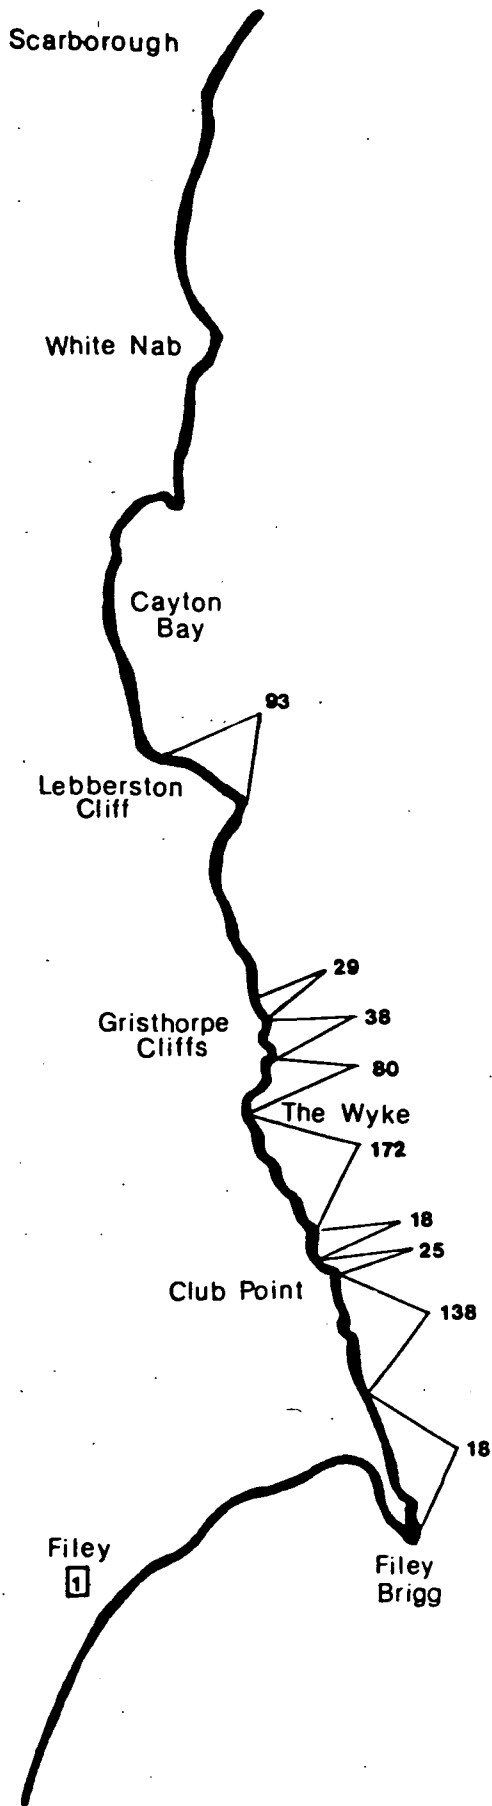 Scarborough
White Nab
Cayton
Bay
93
Lebberston
Cliff
29
Gristhorpe
Cliffs
38
80
The Wyke
172
18
25
Club Point
138
18
Filey
1
Filey
Brigg